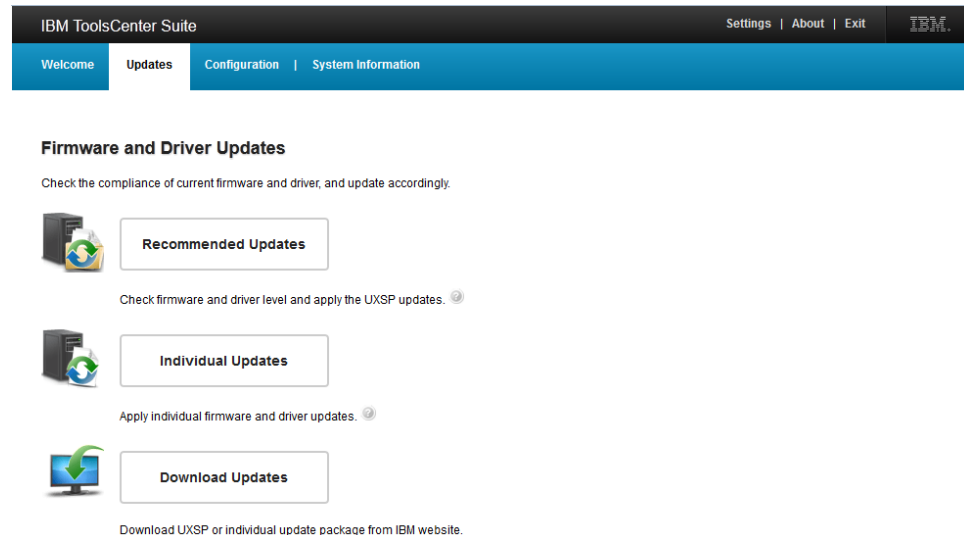 IBM ToolsCenter Suite
Settings | About | Exit
IBM.
Welcome
Updates
Configuration | System Information
Firmware and Driver Updates
Check the compliance of current firmware and driver, and update accordingly.
Recommended Updates
Check firmware and driver level and apply the UXSP updates. ?
Individual Updates
Apply individual firmware and driver updates. ?
Download Updates
Download UXSP or individual update package from IBM website.